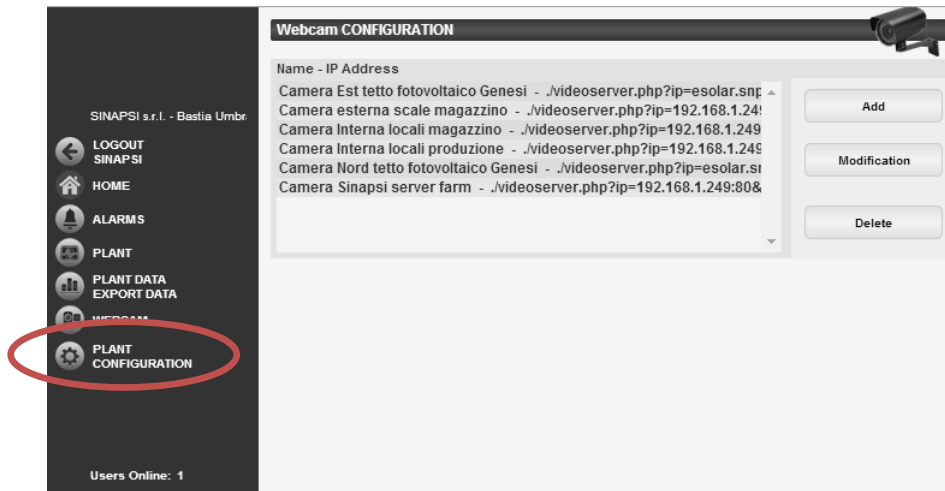 Webcam CONFIGURATION
Name - IP Address
Camera Est tetto fotovoltaico Genesi - ./videoserver.php?ip=esolar.snp
Camera esterna scale magazzino - ./videoserver.php?ip=192.168.1.249
Camera Interna locali magazzino - ./videoserver.php?ip=192.168.1.249
Camera Interna locali produzione - ./videoserver.php?ip=192.168.1.249
Camera Nord tetto fotovoltaico Genesi - ./videoserver.php?ip=esolar.sn
Camera Sinapsi server farm - ./videoserver.php?ip=192.168.1.249:80&
Add
Modification
Delete
SINAPSI s.r.l. - Bastia Umbr
LOGOUT
SINAPSI
HOME
ALARMS
PLANT
PLANT DATA
EXPORT DATA
WEBCAM
PLANT
CONFIGURATION
Users Online: 1